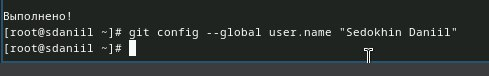 Выполнено!
[root@sdaniil ~]# git config --global user.name "Sedokhin Daniil"
[root@sdaniil ~]#